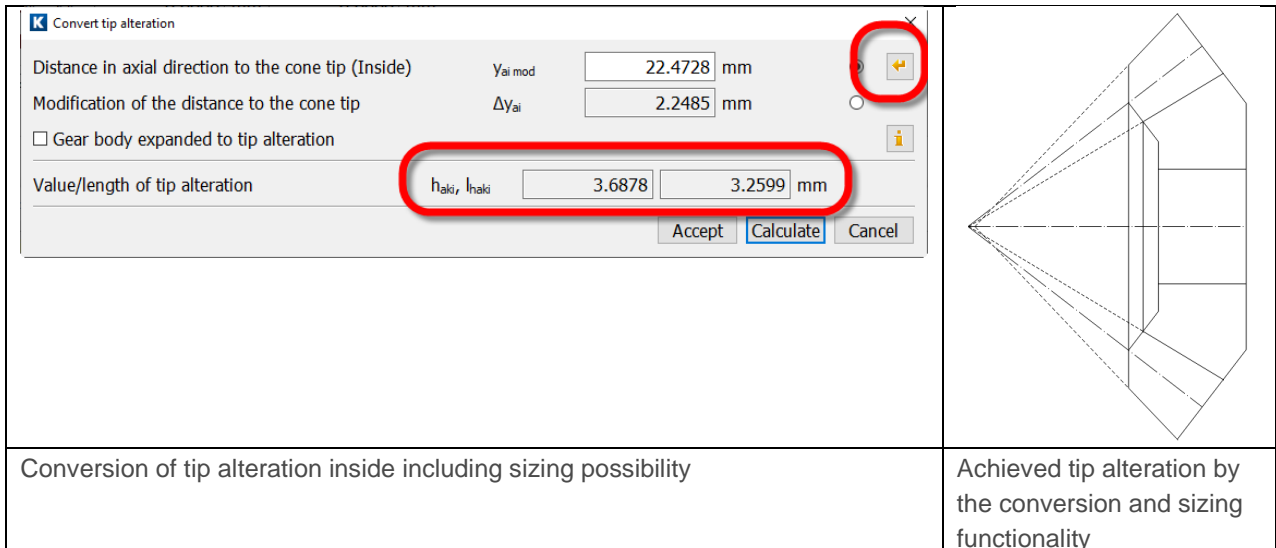 K Convert tip alteration
Distance in axial direction to the cone tip (Inside) yai mod 22.4728 mm
Modification of the distance to the cone tip Δyai 2.2485 mm
Gear body expanded to tip alteration i
Value/length of tip alteration haki, lhaki 3.6878 3.2599 mm
Accept Calculate Cancel
Conversion of tip alteration inside including sizing possibility
Achieved tip alteration by
the conversion and sizing
functionality